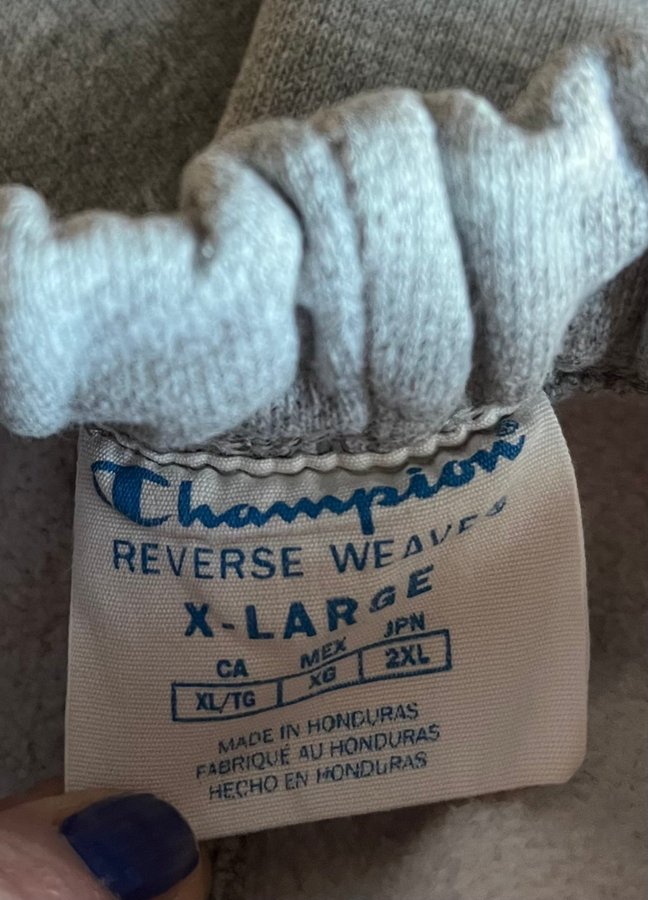 Champion®
REVERSE WEAVE®
X-LARGE
CA MEX JPN
XL/TG XG 2XL
MADE IN HONDURAS
FABRIQUÉ AU HONDURAS
HECHO EN HONDURAS